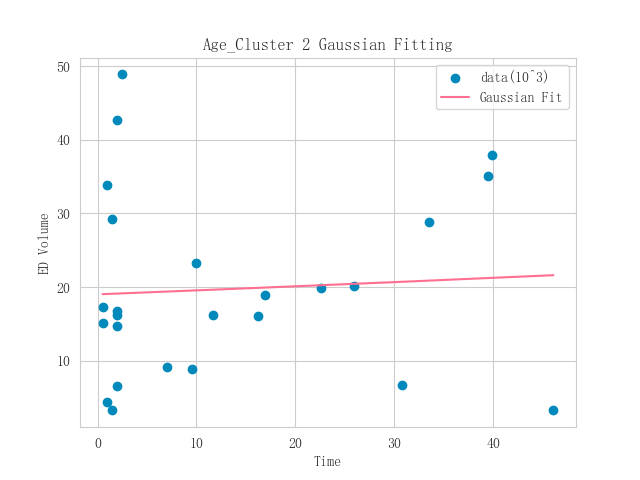 Age_Cluster 2 Gaussian Fitting
data(10^3)
Gaussian Fit
ED Volume
50
40
30
20
10
0 10 20 30 40
Time